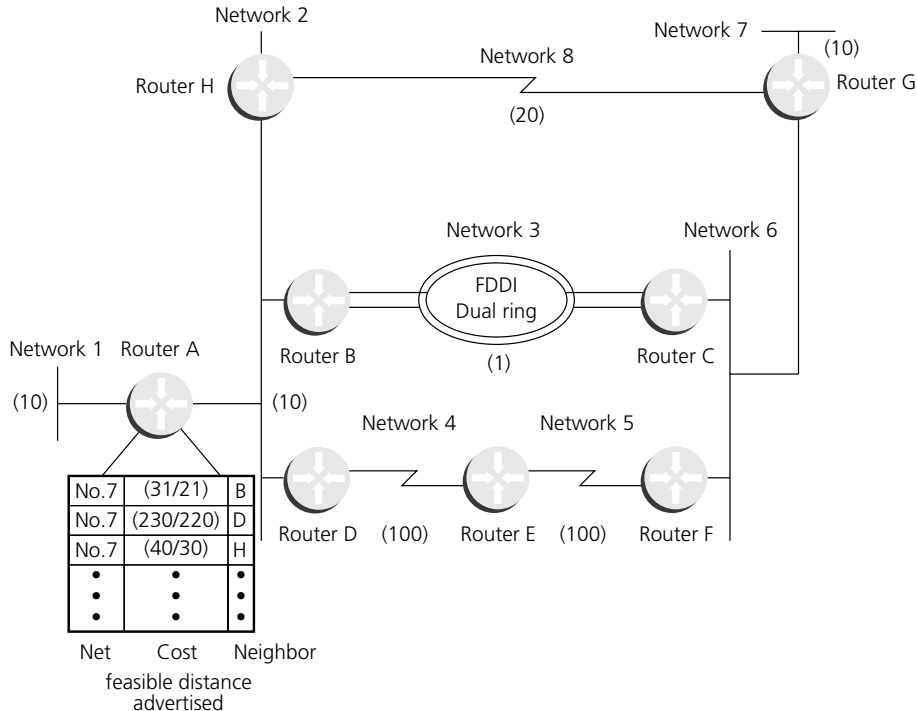 Network 2
Network 7
(10)
Network 8
Router H
Router G
(20)
Network 3
Network 6
FDDI
Dual ring
Router B
Router C
(1)
Network 1
Router A
(10)
(10)
Network 4
Network 5
No.7 (31/21) B
No.7 (230/220) D
No.7 (40/30) H
Router D
(100)
Router E
(100)
Router F
Net Cost Neighbor
feasible distance
advertised